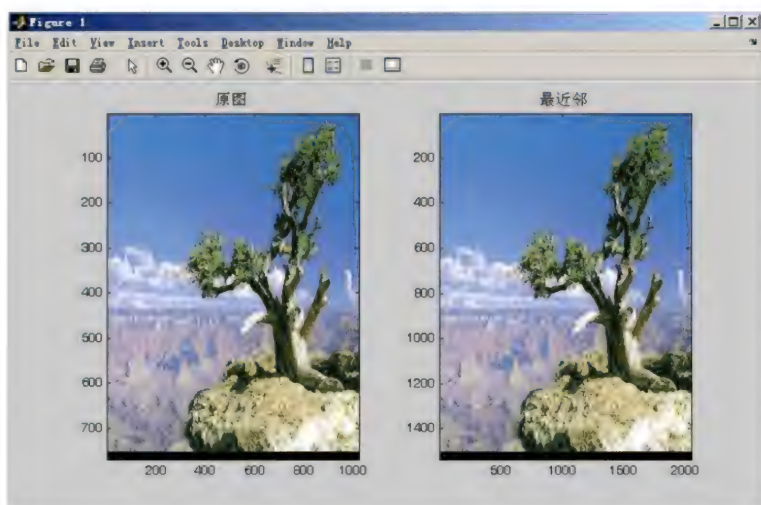 Figure 1
File Edit View Insert Tools Desktop Window Help
原图
最近邻
100
200
300
400
500
600
700
200 400 600 800 1000
200
400
600
800
1000
1200
1400
500 1000 1500 2000